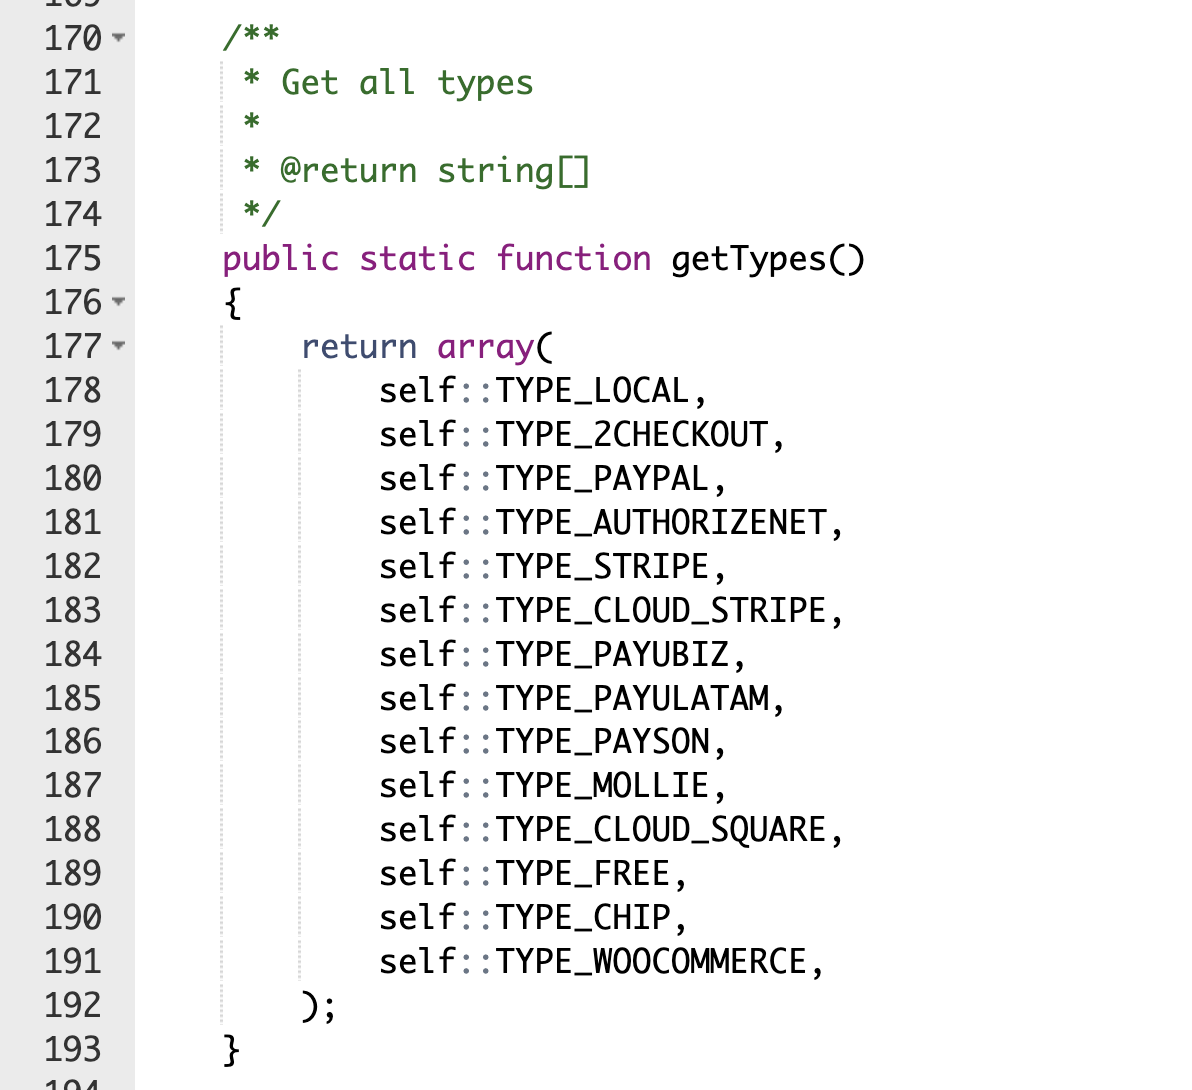 169
170 /**
171 * Get all types
172 *
173 * @return string[]
174 */
175 public static function getTypes()
176 {
177 return array(
178 self::TYPE_LOCAL,
179 self::TYPE_2CHECKOUT,
180 self::TYPE_PAYPAL,
181 self::TYPE_AUTHORIZENET,
182 self::TYPE_STRIPE,
183 self::TYPE_CLOUD_STRIPE,
184 self::TYPE_PAYUBIZ,
185 self::TYPE_PAYULATAM,
186 self::TYPE_PAYSON,
187 self::TYPE_MOLLIE,
188 self::TYPE_CLOUD_SQUARE,
189 self::TYPE_FREE,
190 self::TYPE_CHIP,
191 self::TYPE_WOOCOMMERCE,
192 );
193 }
194